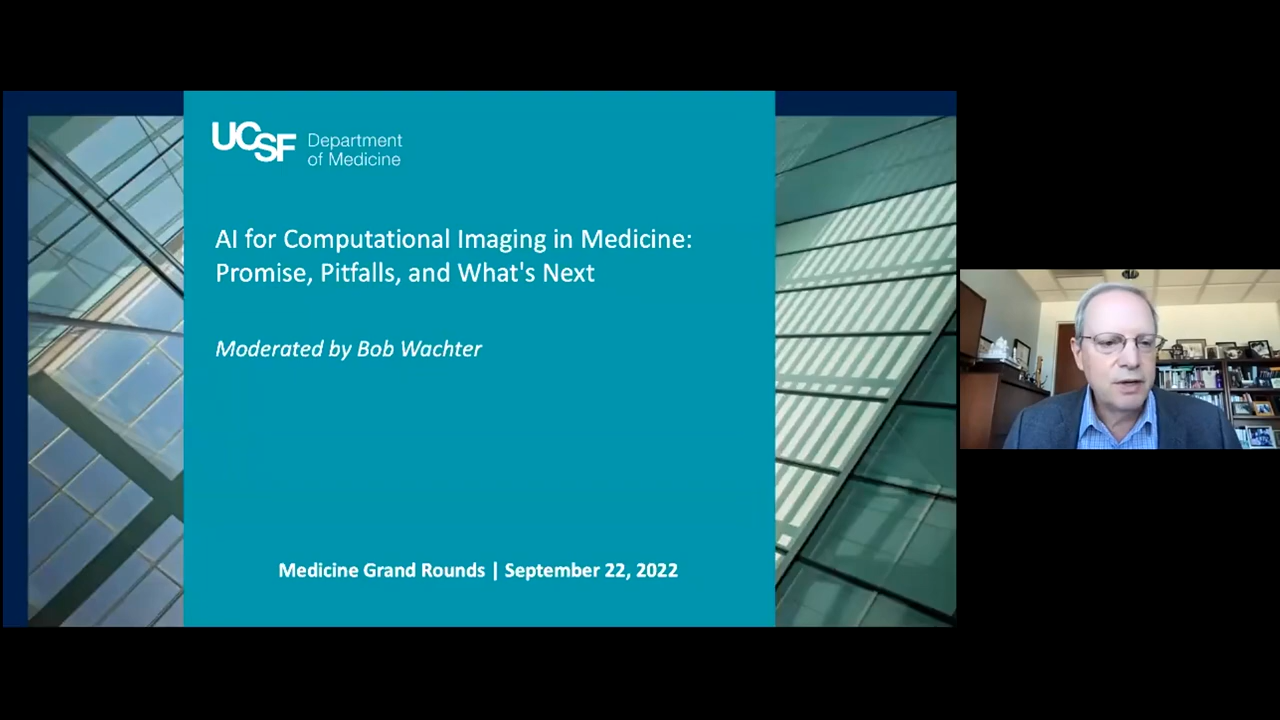 UCSF Department
of Medicine
AI for Computational Imaging in Medicine:
Promise, Pitfalls, and What's Next
Moderated by Bob Wachter
Medicine Grand Rounds | September 22, 2022